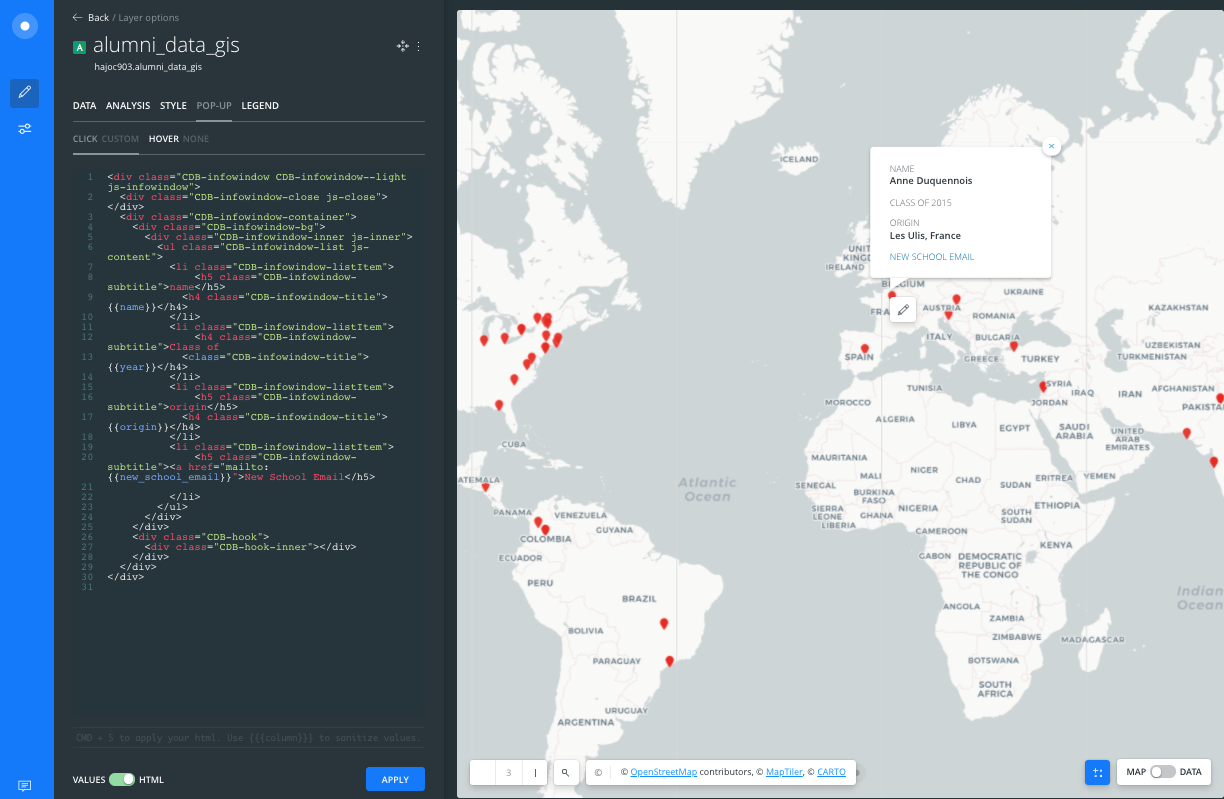 Back / Layer options
A alumni_data_gis
hajoc903.alumni_data_gis
DATA ANALYSIS STYLE POP-UP LEGEND
CLICK CUSTOM HOVER NONE
1 <div class="CDB-infowindow CDB-infowindow--light
js-infowindow">
2 <div class="CDB-infowindow-close js-close">
</div>
3 <div class="CDB-infowindow-container">
4 <div class="CDB-infowindow-bg">
5 <div class="CDB-infowindow-inner js-inner">
6 <ul class="CDB-infowindow-list js-
content">
7 <li class="CDB-infowindow-listItem">
8 <h5 class="CDB-infowindow-
subtitle">name</h5>
9 <h4 class="CDB-infowindow-title">
{{name}}</h4>
10 </li>
11 <li class="CDB-infowindow-listItem">
12 <h4 class="CDB-infowindow-
subtitle">Class of
13 <class="CDB-infowindow-title">
{{year}}</h4>
14 </li>
15 <li class="CDB-infowindow-listItem">
16 <h5 class="CDB-infowindow-
subtitle">origin</h5>
17 <h4 class="CDB-infowindow-title">
{{origin}}</h4>
18 </li>
19 <li class="CDB-infowindow-listItem">
20 <h5 class="CDB-infowindow-
subtitle"><a href="mailto:
{{new_school_email}}">New School Email</h5>
21
22 </li>
23 </ul>
24 </div>
25 </div>
26 <div class="CDB-hook">
27 <div class="CDB-hook-inner"></div>
28 </div>
29 </div>
30 </div>
31
CMD + S to apply your html. Use {{{column}}} to sanitize values.
VALUES HTML
APPLY
ICELAND
NAME
Anne Duquennois
CLASS OF 2015
ORIGIN
Les Ulis, France
NEW SCHOOL EMAIL
UNIT
KINGD
IRELAND
BELGIUM
UKRAINE
FRA
AUSTRIA
ROMANIA
KAZAKHSTAN
ITALY
BULGARIA
UZBEKISTAN
SPAIN
GREECE
TURKEY
TURKMENISTAN
TUNISIA
SYRIA
IRAQ
IRAN
AFGHANISTAN
MOROCCO
JORDAN
PAKISTA
ALGERIA
LIBYA
EGYPT
SAUDI
ARABIA
UNITED
ARAB
EMIRATES
CUBA
MAURITANIA
MALI
NIGER
CHAD
SUDAN
ERITREA
YEMEN
ATEMALA
Atlantic
Ocean
SENEGAL
BURKINA
FASO
PANAMA
VENEZUELA
SIERRA
LEONE
LIBERIA
GHANA
NIGERIA
SOUTH
SUDAN
ETHIOPIA
GUYANA
COLOMBIA
CAMEROON
KENYA
ECUADOR
GABON
DEMOCRATIC
REPUBLIC OF
THE CONGO
PERU
BRAZIL
Indian
Ocean
ANGOLA
ZAMBIA
BOLIVIA
ZIMBABWE
MADAGASCAR
PARAGUAY
BOTSWANA
SOUTH
AFRICA
URUGUAY
ARGENTINA
3
© © OpenStreetMap contributors, © MapTiler, © CARTO
MAP DATA